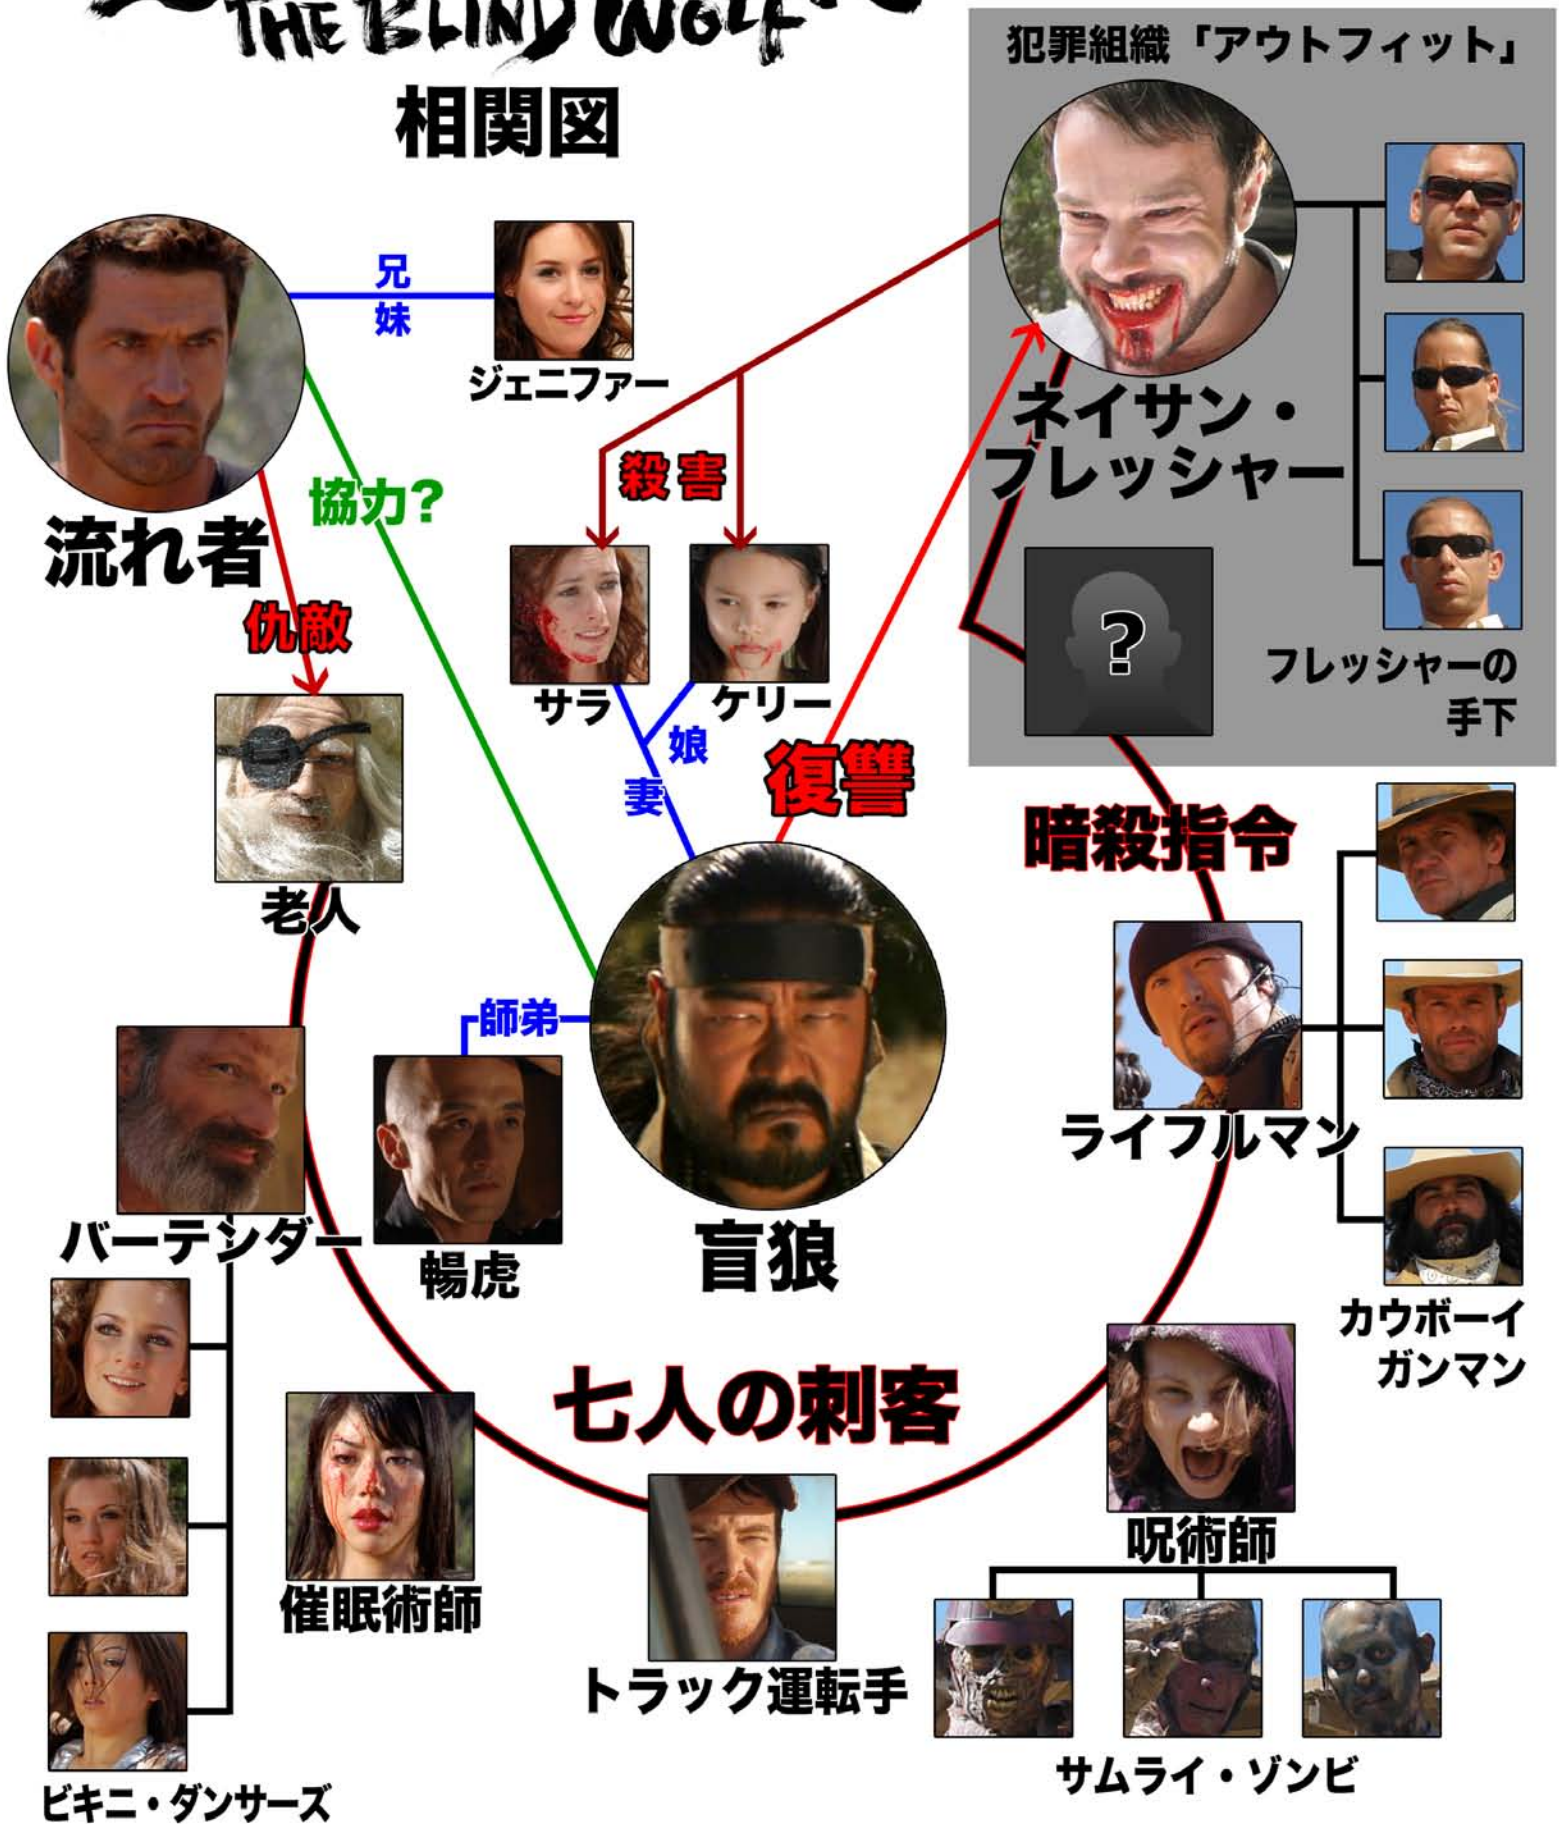 THE BLIND WOLF
相関図
犯罪組織「アウトフィット」
兄
妹
ジェニファー
ネイサン・
フレッシャー
協力?
殺害
流れ者
仇敵
?
サラ
ケリー
フレッシャーの
手下
娘
妻
復讐
暗殺指令
老人
師弟
ライフルマン
バーテンダー
暢虎
盲狼
カウボーイ
ガンマン
七人の刺客
呪術師
催眠術師
トラック運転手
サムライ・ゾンビ
ビキニ・ダンサーズ